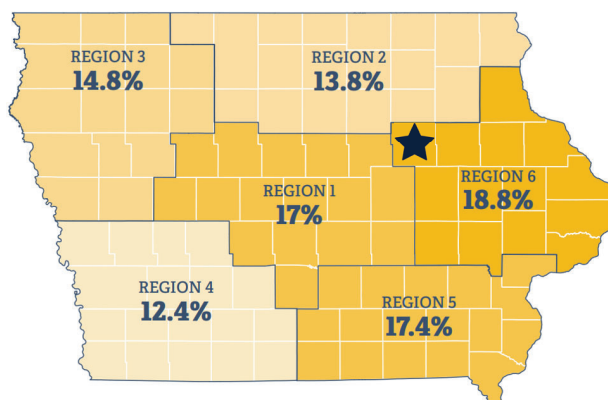 REGION 3
14.8%
REGION 2
13.8%
REGION 1
17%
REGION 6
18.8%
REGION 4
12.4%
REGION 5
17.4%